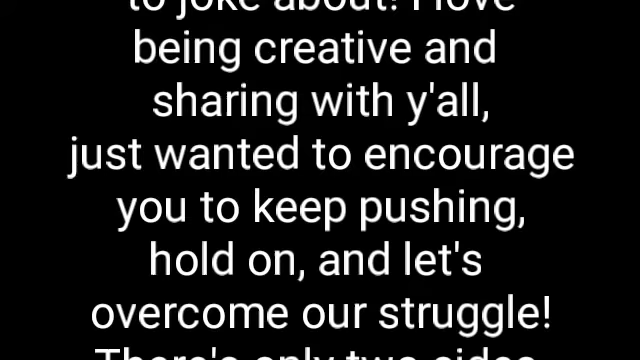 to joke about! I love
being creative and
sharing with y'all,
just wanted to encourage
you to keep pushing,
hold on, and let's
overcome our struggle!
There's only two sides